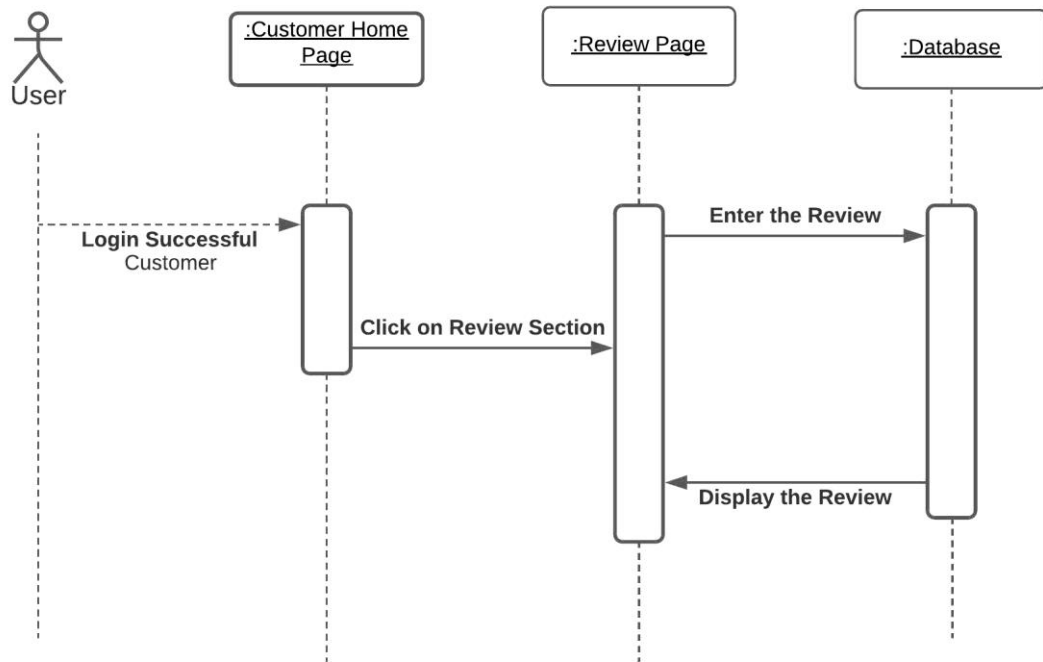 :Customer Home
Page
:Review Page
:Database
User
Enter the Review
Login Successful
Customer
Click on Review Section
Display the Review